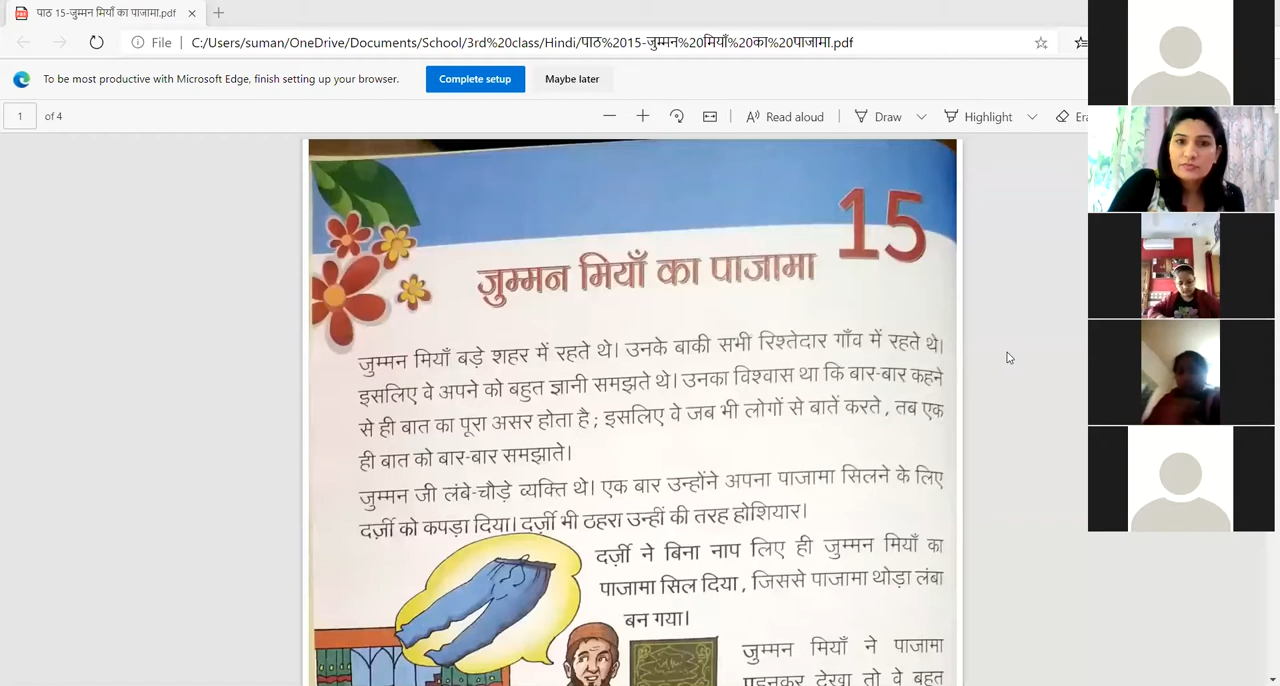 पाठ 15-जुम्मन मियाँ का पाजामा.pdf
File | C:/Users/suman/OneDrive/Documents/School/3rd%20class/Hindi/पाठ%2015-जुम्मन%20मियाँ%20का%20पाजामा.pdf
To be most productive with Microsoft Edge, finish setting up your browser. Complete setup Maybe later
1 of 4 Read aloud Draw Highlight
15
जुम्मन मियाँ का पाजामा
जुम्मन मियाँ बड़े शहर में रहते थे। उनके बाकी सभी रिश्तेदार गाँव में रहते थे।
इसलिए वे अपने को बहुत ज्ञानी समझते थे। उनका विश्वास था कि बार-बार कहने
से ही बात का पूरा असर होता है; इसलिए वे जब भी लोगों से बातें करते, तब एक
ही बात को बार-बार समझाते।
जुम्मन जी लंबे-चौड़े व्यक्ति थे। एक बार उन्होंने अपना पाजामा सिलने के लिए
दर्ज़ी को कपड़ा दिया। दर्ज़ी भी ठहरा उन्हीं की तरह होशियार।
दर्ज़ी ने बिना नाप लिए ही जुम्मन मियाँ का
पाजामा सिल दिया, जिससे पाजामा थोड़ा लंबा
बन गया।
जुम्मन मियाँ ने पाजामा
पहनकर देखा तो वे बहुत